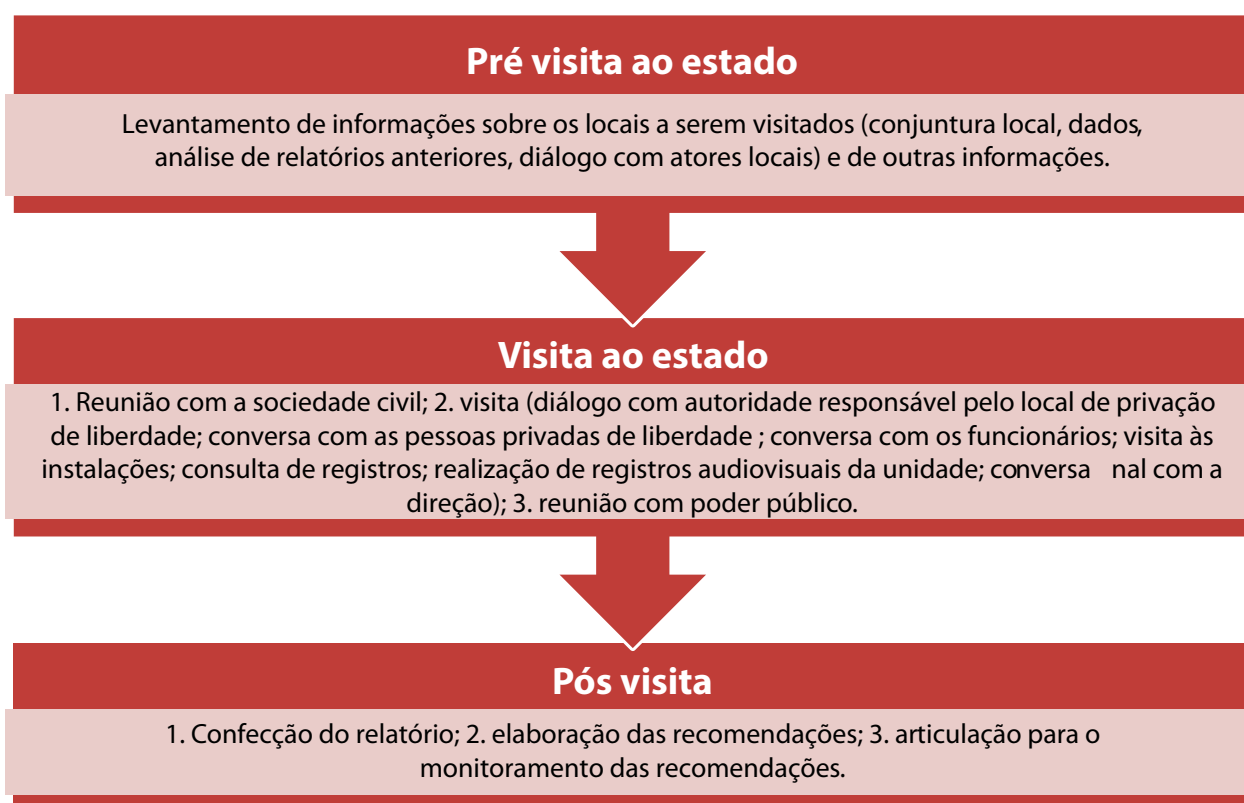 Pré visita ao estado
Levantamento de informações sobre os locais a serem visitados (conjuntura local, dados,
análise de relatórios anteriores, diálogo com atores locais) e de outras informações.
Visita ao estado
1. Reunião com a sociedade civil; 2. visita (diálogo com autoridade responsável pelo local de privação
de liberdade; conversa com as pessoas privadas de liberdade ; conversa com os funcionários; visita às
instalações; consulta de registros; realização de registros audiovisuais da unidade; conversa nal com a
direção); 3. reunião com poder público.
Pós visita
1. Confecção do relatório; 2. elaboração das recomendações; 3. articulação para o
monitoramento das recomendações.